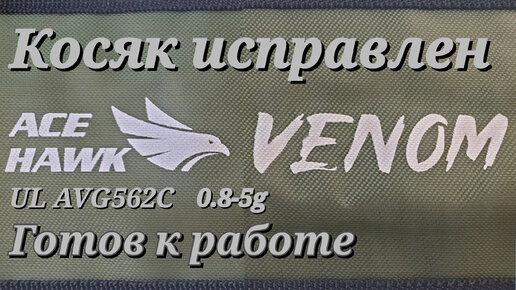 Косяк исправлен
ACE HAWK VENOM
UL AVG562C 0.8-5g
Готов к работе